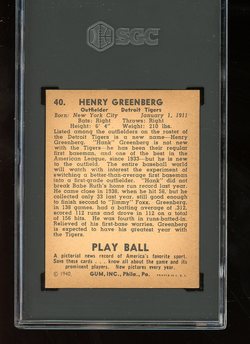 SGC
40. HENRY GREENBERG
Outfielder Detroit Tigers
Born: New York City January 1, 1911
Bats: Right Throws: Right
Height: 6' 4" Weight: 210 lbs.
Listed among the outfielders on the roster of
the Detroit Tigers is a new name—Henry
Greenberg. "Hank" Greenberg is not new
with the Tigers—he has been their regular
first baseman, and one of the best in the
American League, since 1933—but he is new
to the outfield. The entire baseball world
will watch with interest the experiment of
switching a better-than-average first baseman
into a first-grade outfielder. "Hank" did not
break Babe Ruth's home run record last year.
He came close in 1938, when he hit 58, but he
collected only 33 last year, still good enough
to finish second to "Jimmy" Foxx. Greenberg,
in 138 games, had a batting average of .312,
scored 112 runs and drove in 112 on a total
of 156 hits. He was fourth in runs-batted-in.
Relieved of his first-base worries, Greenberg
is expected to have his greatest year with
the Tigers.
PLAY BALL
A pictorial news record of America's favorite sport.
Save these cards . . . know all about the game and its
prominent players. New pictures every year.
© 1940 GUM, INC., Phila., Pa. PRINTED IN U. S. A.